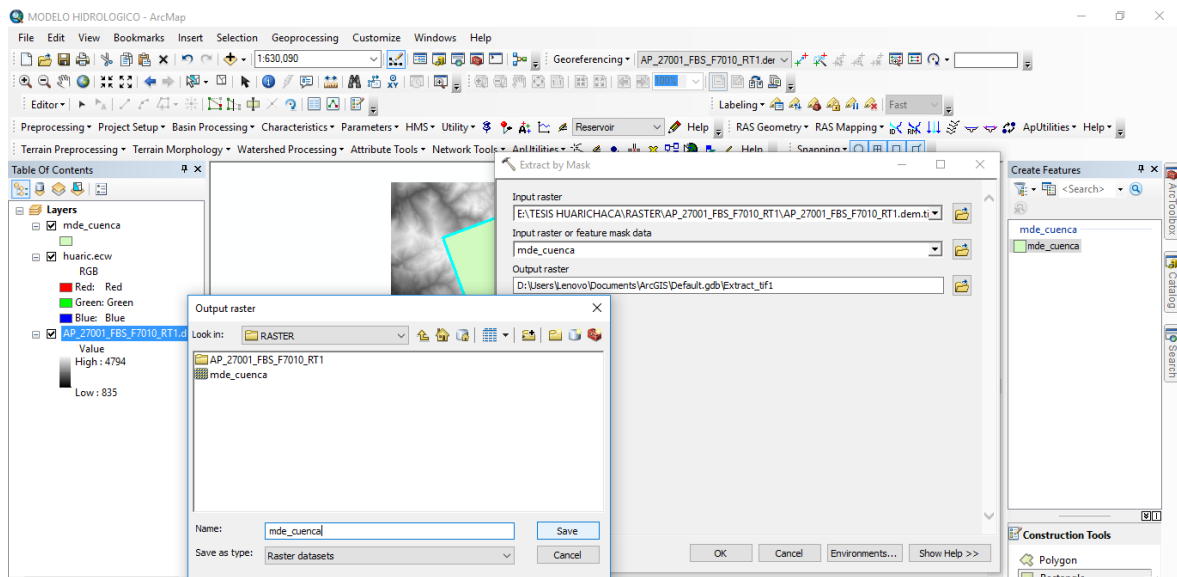 MODELO HIDROLOGICO - ArcMap
File Edit View Bookmarks Insert Selection Geoprocessing Customize Windows Help
1:630,090
Georeferencing AP_27001_FBS_F7010_RT1.der
100%
Editor
Labeling
Fast
Preprocessing Project Setup Basin Processing Characteristics Parameters HMS Utility Reservoir Help RAS Geometry RAS Mapping ApUtilities Help
Terrain Preprocessing Terrain Morphology Watershed Processing Attribute Tools Network Tools ApUtilities Help Snapping
Table Of Contents
Layers
mde_cuenca
huaric.ecw
RGB
Red: Red
Green: Green
Blue: Blue
AP_27001_FBS_F7010_RT1.d
Value
High : 4794
Low : 835
Extract by Mask
Input raster
E:\TESIS HUARICHACA\RASTER\AP_27001_FBS_F7010_RT1\AP_27001_FBS_F7010_RT1.dem.ti
Input raster or feature mask data
mde_cuenca
Output raster
D:\Users\Lenovo\Documents\ArcGIS\Default.gdb\Extract_tif1
OK
Cancel
Environments...
Show Help >>
Output raster
Look in:
RASTER
AP_27001_FBS_F7010_RT1
mde_cuenca
Name:
mde_cuenca
Save
Save as type:
Raster datasets
Cancel
Create Features
<Search>
mde_cuenca
mde_cuenca
Construction Tools
Polygon
Rectangle
ArcToolbox
Catalog
Search